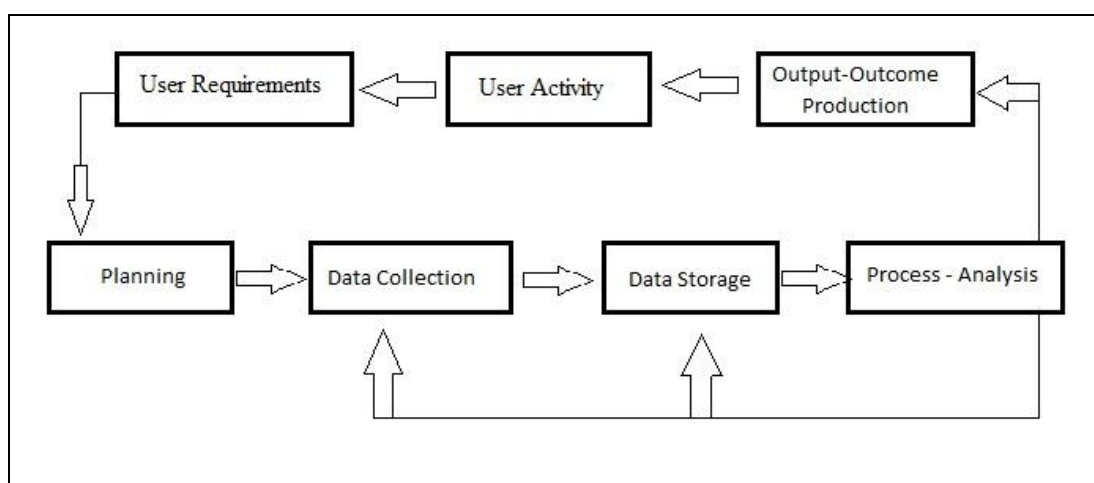 User Requirements
User Activity
Output-Outcome
Production
Planning
Data Collection
Data Storage
Process - Analysis